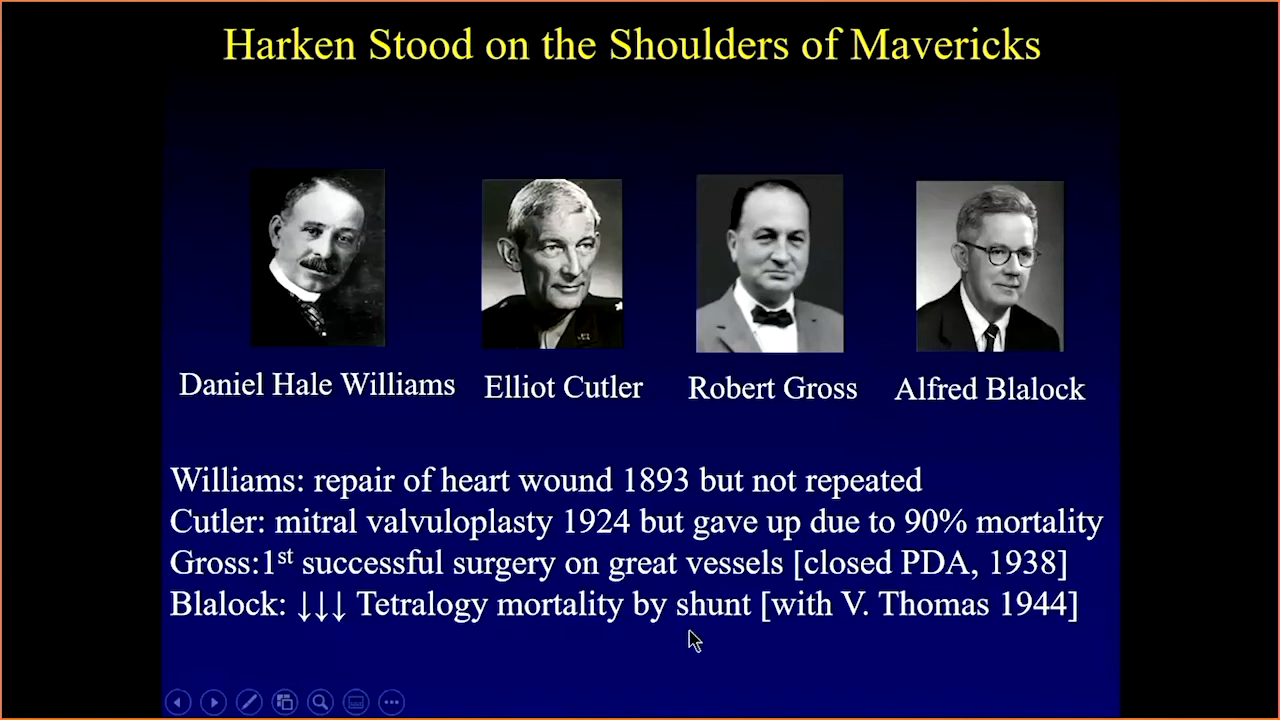 Harken Stood on the Shoulders of Mavericks
Daniel Hale Williams
Elliot Cutler
Robert Gross
Alfred Blalock
Williams: repair of heart wound 1893 but not repeated
Cutler: mitral valvuloplasty 1924 but gave up due to 90% mortality
Gross:1st successful surgery on great vessels [closed PDA, 1938]
Blalock: ↓↓↓ Tetralogy mortality by shunt [with V. Thomas 1944]